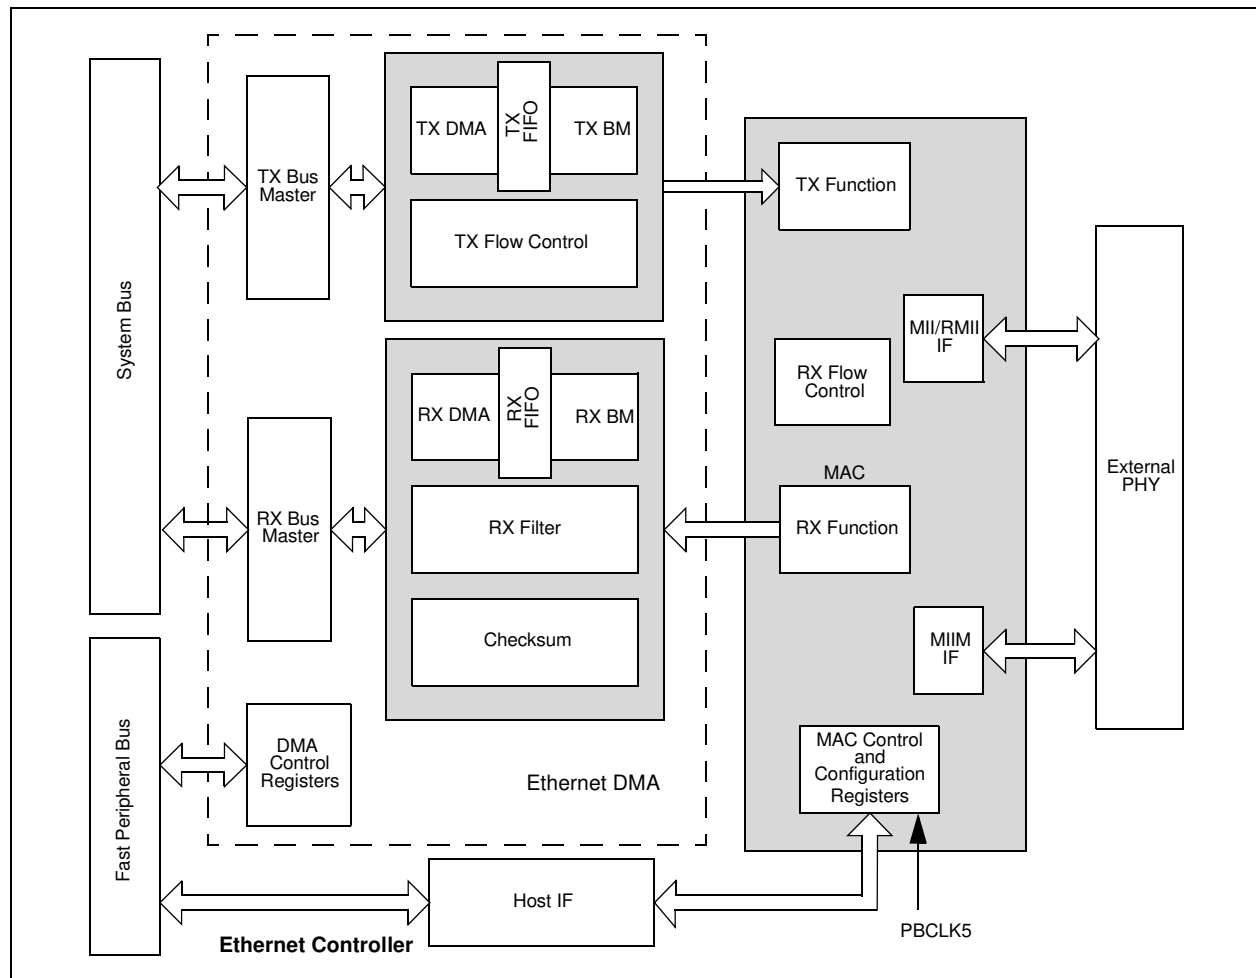 System Bus
Fast Peripheral Bus
TX Bus
Master
TX DMA
TX
FIFO
TX BM
TX Flow Control
RX Bus
Master
RX DMA
RX
FIFO
RX BM
RX Filter
Checksum
DMA
Control
Registers
Ethernet DMA
Host IF
Ethernet Controller
TX Function
MII/RMII
IF
RX Flow
Control
MAC
RX Function
MIIM
IF
MAC Control
and
Configuration
Registers
PBCLK5
External
PHY